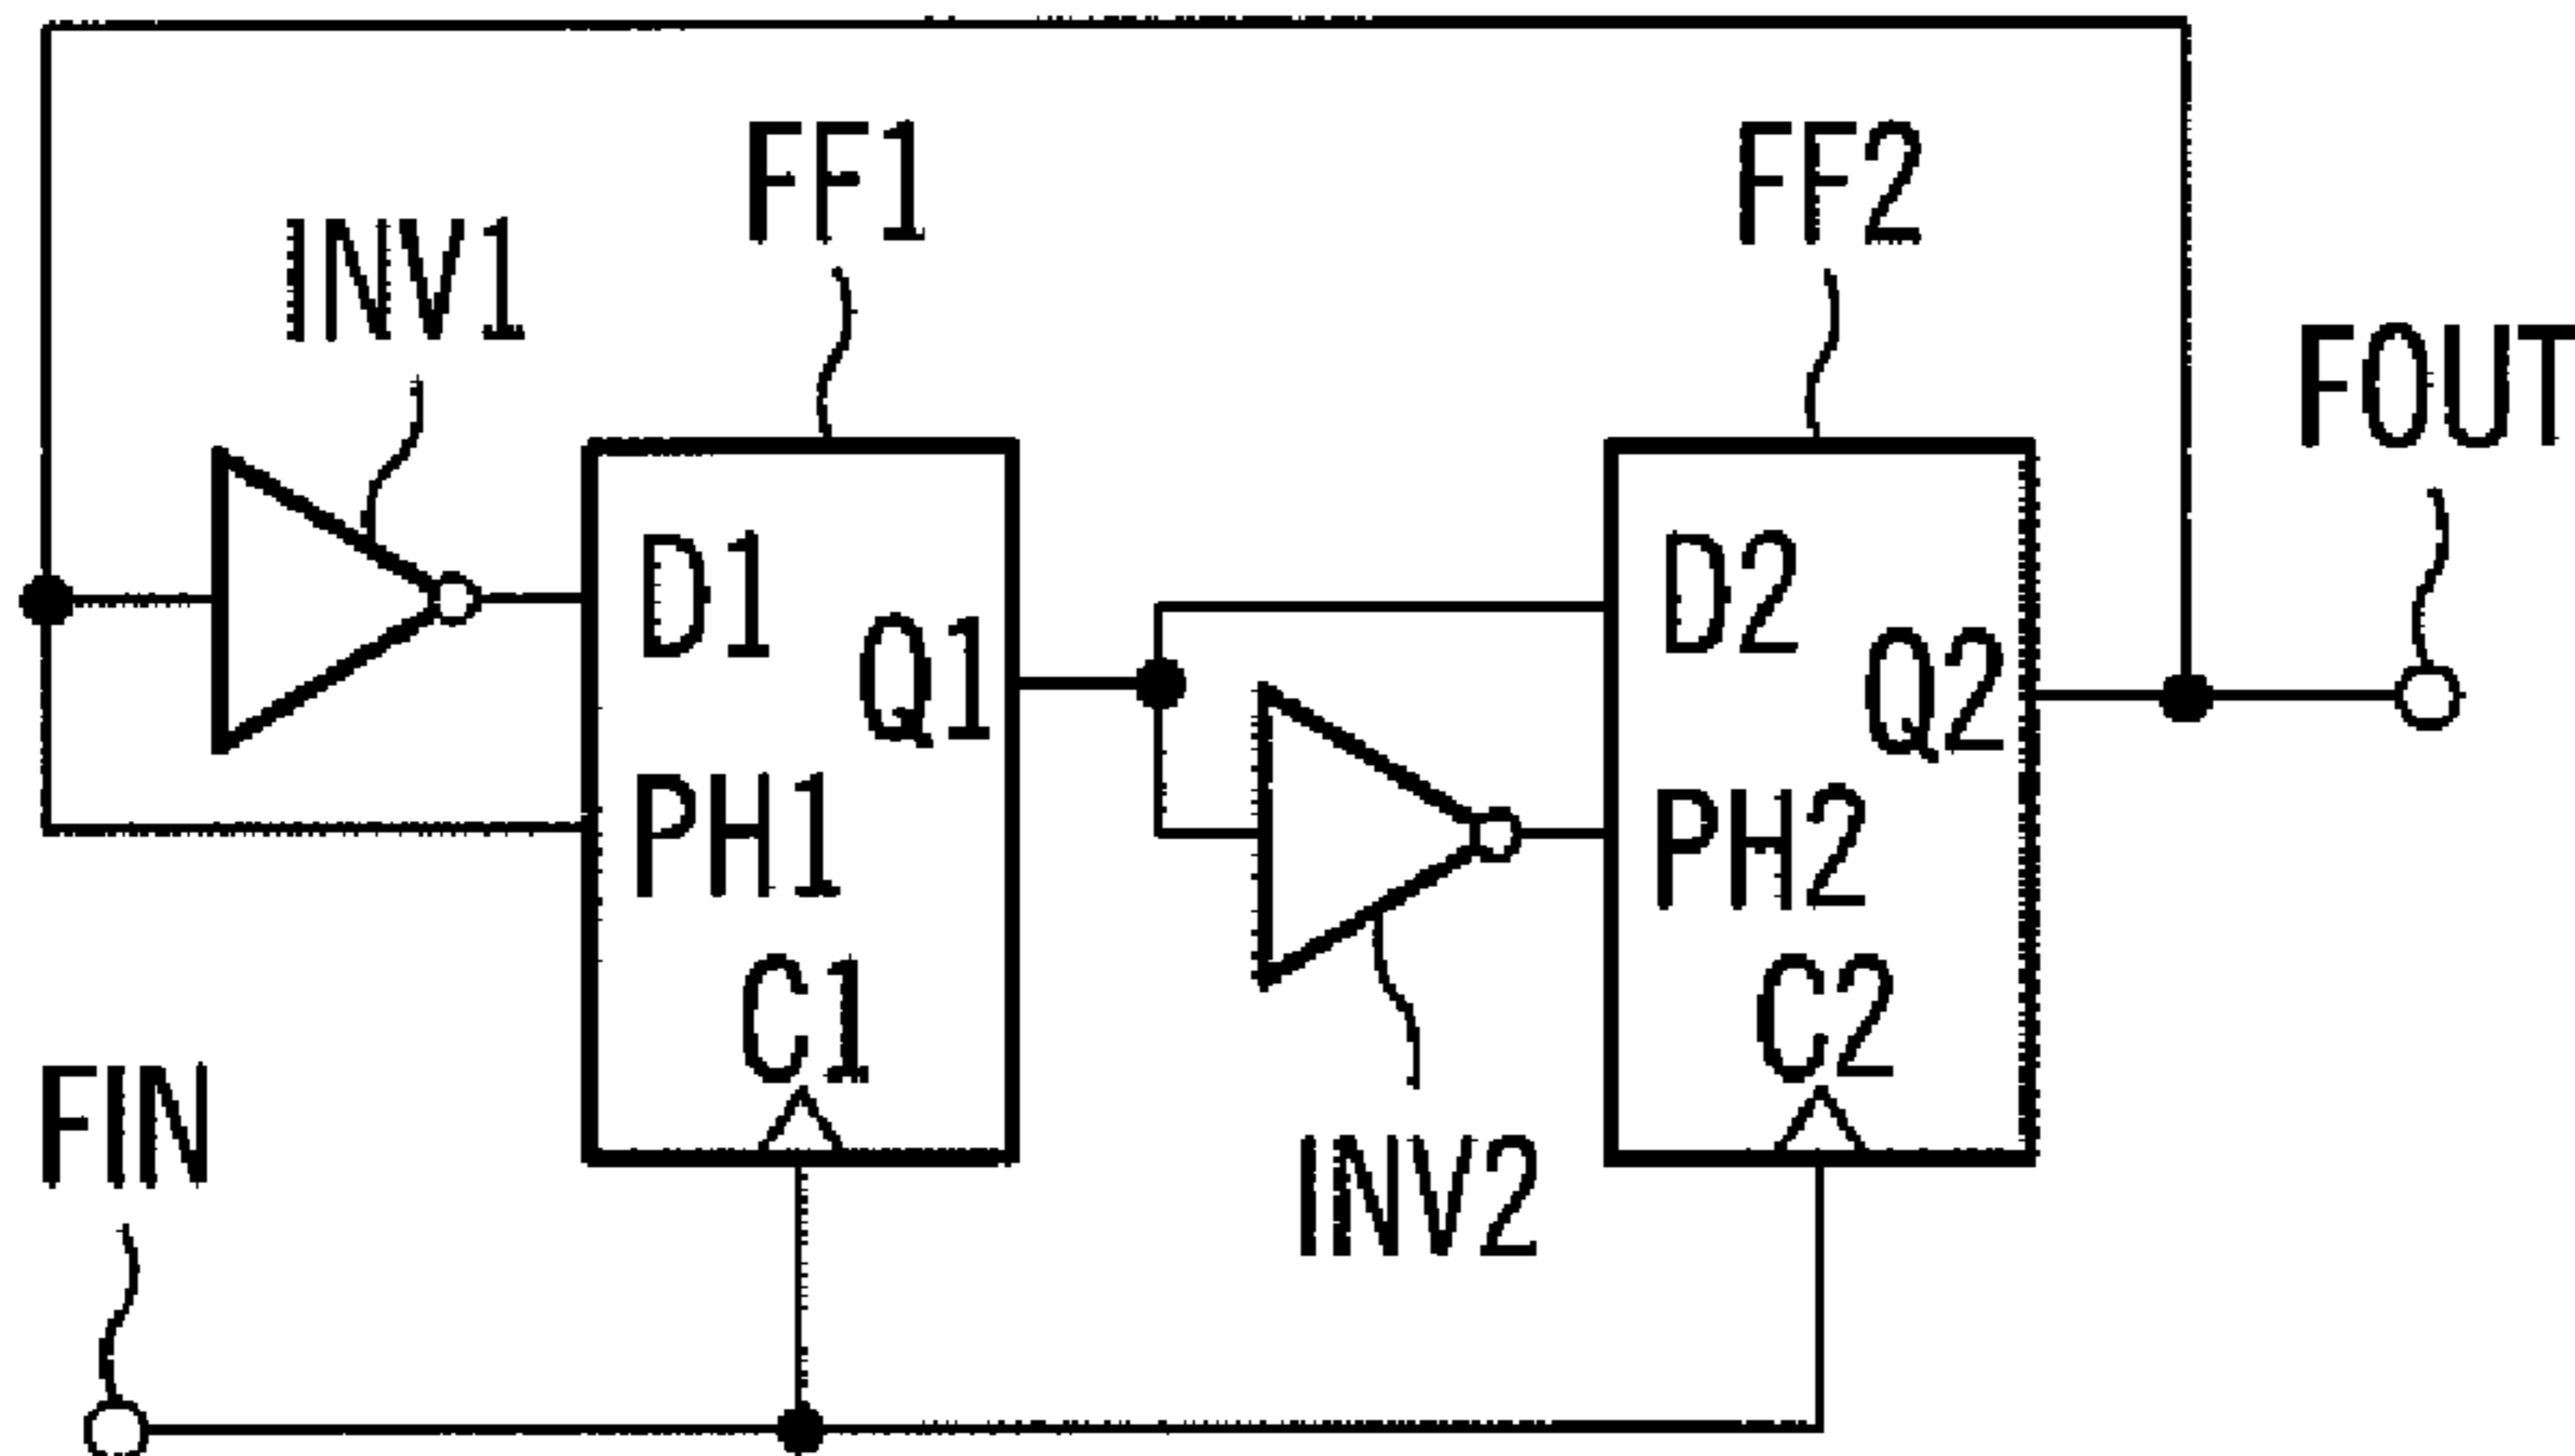 FF1
FF2
INV1
FOUT
D1
D2
Q1
Q2
PH1
PH2
C1
C2
FIN
INV2